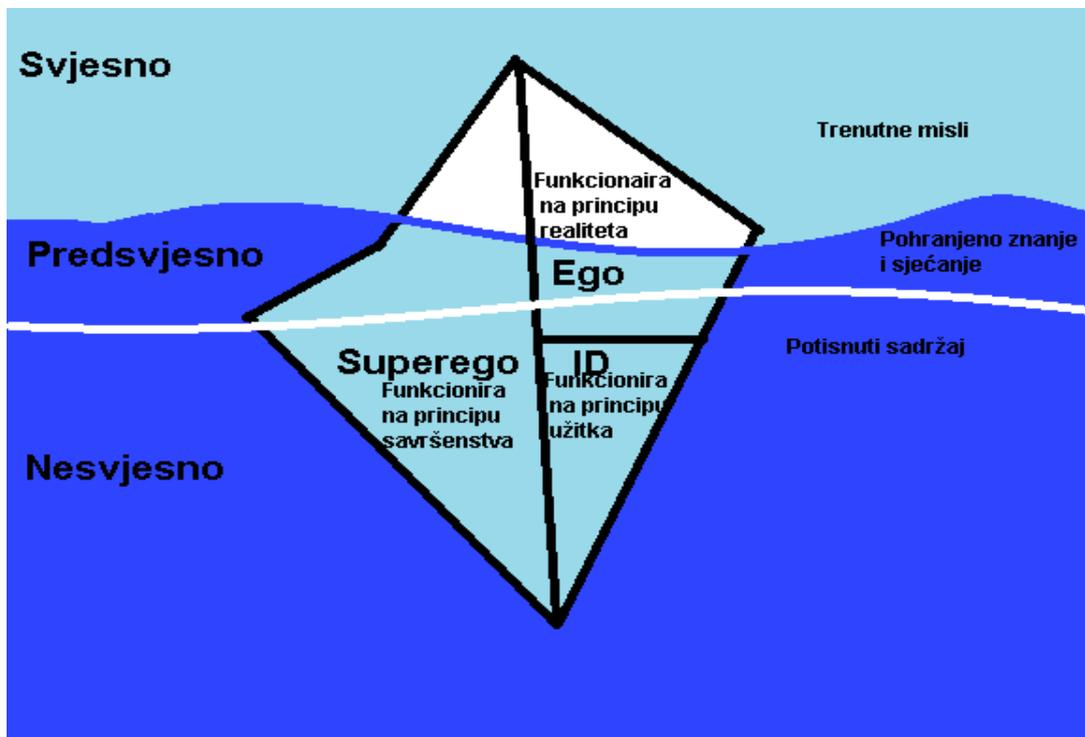 Svjesno
Trenutne misli
Funkcionaira
na principu
realiteta
Predsvjesno
Pohranjeno znanje
i sjećanje
Ego
Potisnuti sadržaj
Superego
Funkcionira
na principu
savršenstva
ID
Funkcionira
na principu
užitka
Nesvjesno